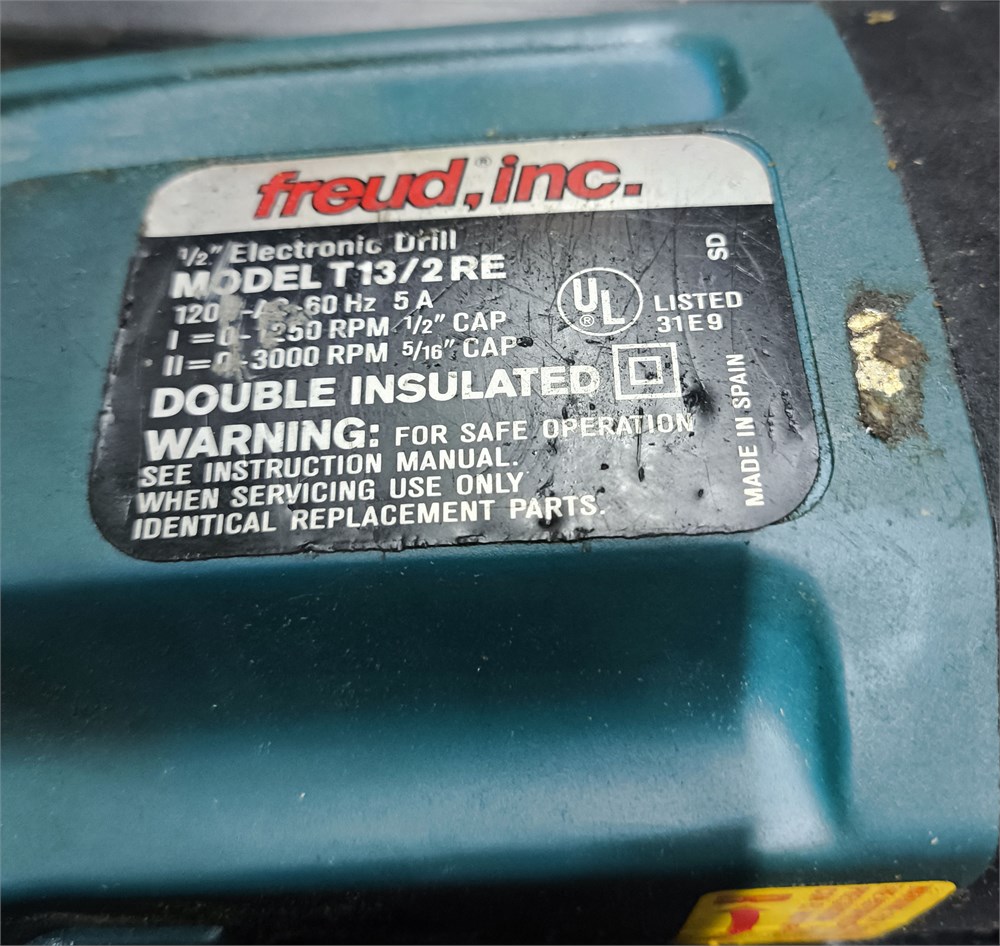 freud,® inc.
1/2" Electronic Drill
MODEL T13/2 RE
60 Hz 5 A
RPM 1/2" CAP
3000 RPM 5/16" CAP
DOUBLE INSULATED
WARNING: FOR SAFE OPERATION
SEE INSTRUCTION MANUAL.
WHEN SERVICING USE ONLY
IDENTICAL REPLACEMENT PARTS.
UL ®
LISTED
31E9
SD
MADE IN SPAIN